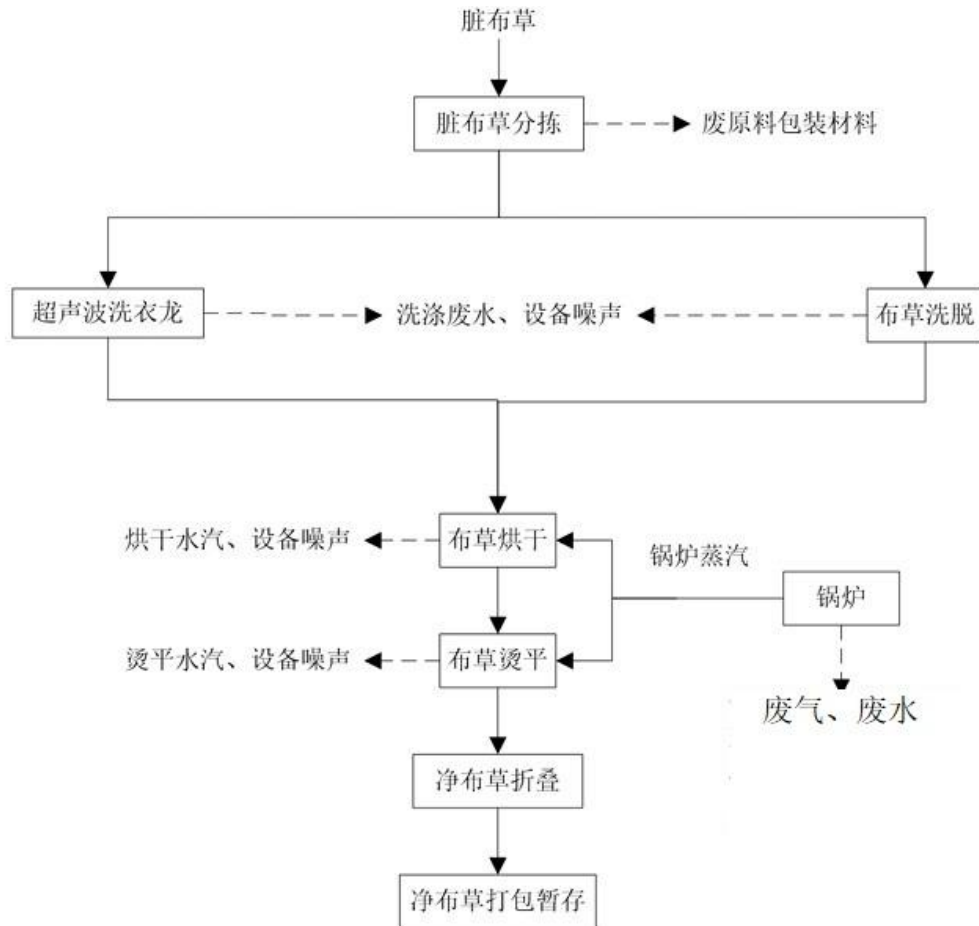 脏布草
脏布草分拣
废原料包装材料
超声波洗衣龙
洗涤废水、设备噪声
布草洗脱
烘干水汽、设备噪声
布草烘干
锅炉蒸汽
锅炉
烫平水汽、设备噪声
布草烫平
废气、废水
净布草折叠
净布草打包暂存